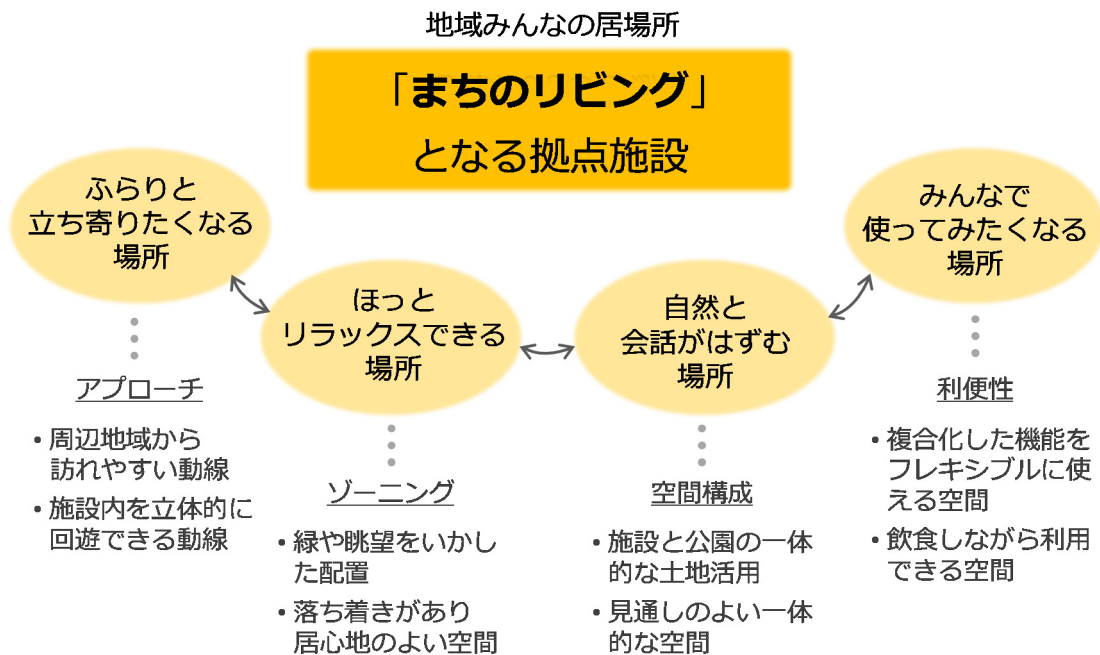 地域みんなの居場所
「まちのリビング」
となる拠点施設
ふらりと
立ち寄りたくなる
場所
ほっと
リラックスできる
場所
自然と
会話がはずむ
場所
みんなで
使ってみたくなる
場所
アプローチ
・周辺地域から
訪れやすい動線
・施設内を立体的に
回遊できる動線
ゾーニング
・緑や眺望をいかし
た配置
・落ち着きがあり
居心地のよい空間
空間構成
・施設と公園の一体
的な土地活用
・見通しのよい一体
的な空間
利便性
・複合化した機能を
フレキシブルに使
える空間
・飲食しながら利用
できる空間